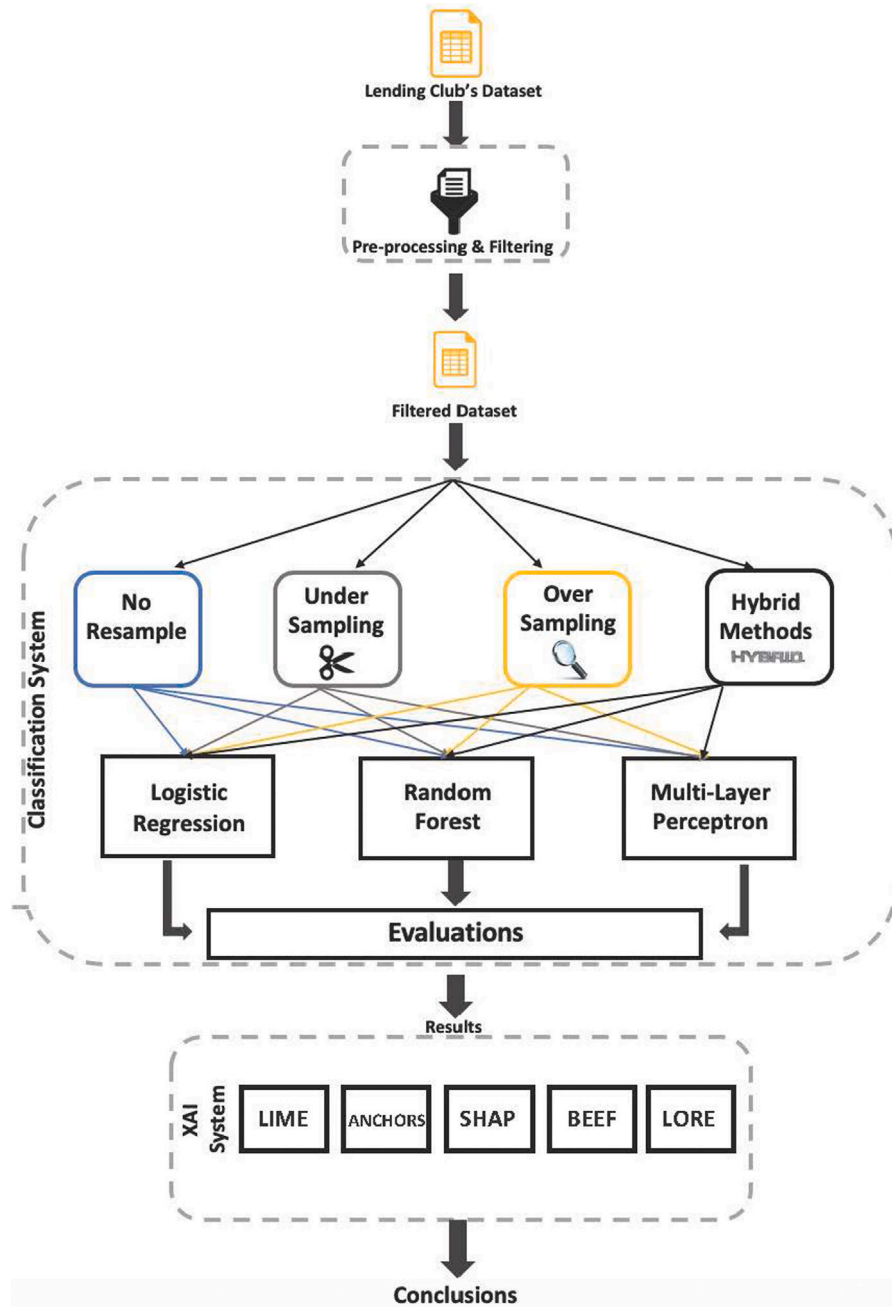 Lending Club's Dataset
Pre-processing & Filtering
Filtered Dataset
Classification System
No
Resample
Under
Sampling
Over
Sampling
Hybrid
Methods
HYBRID
Logistic
Regression
Random
Forest
Multi-Layer
Perceptron
Evaluations
Results
XAI
System
LIME
ANCHORS
SHAP
BEEF
LORE
Conclusions